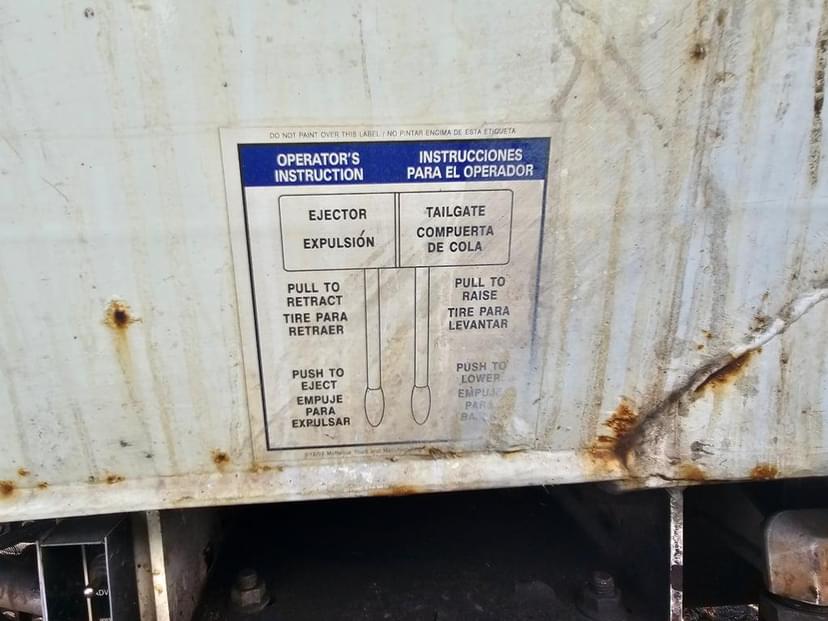 DO NOT PAINT OVER THIS LABEL / NO PINTAR ENCIMA DE ESTA ETIQUETA
OPERATOR'S
INSTRUCTION
INSTRUCCIONES
PARA EL OPERADOR
EJECTOR
EXPULSIÓN
TAILGATE
COMPUERTA
DE COLA
PULL TO
RETRACT
TIRE PARA
RETRAER
PULL TO
RAISE
TIRE PARA
LEVANTAR
PUSH TO
EJECT
EMPUJE
PARA
EXPULSAR
PUSH TO
LOWER
EMPUJE
PARA
Truck and